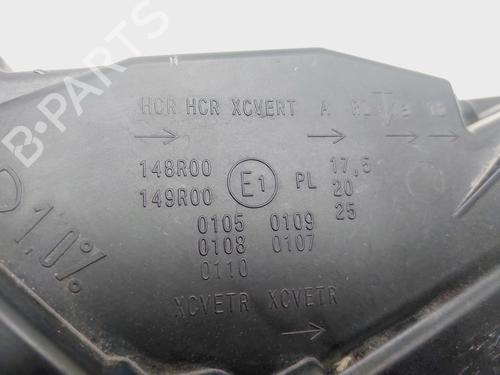 B-PARTS
HCR HCR XCVERT A
148R00 E1 PL 17,5
149R00 20
25
0105 0109
0108 0107
0110
1.0%
XCVETR XCVETR